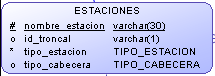 ESTACIONES
# nombre_estacion varchar(30)
o id_troncal varchar(1)
* tipo_estacion TIPO_ESTACION
o tipo_cabecera TIPO_CABECERA